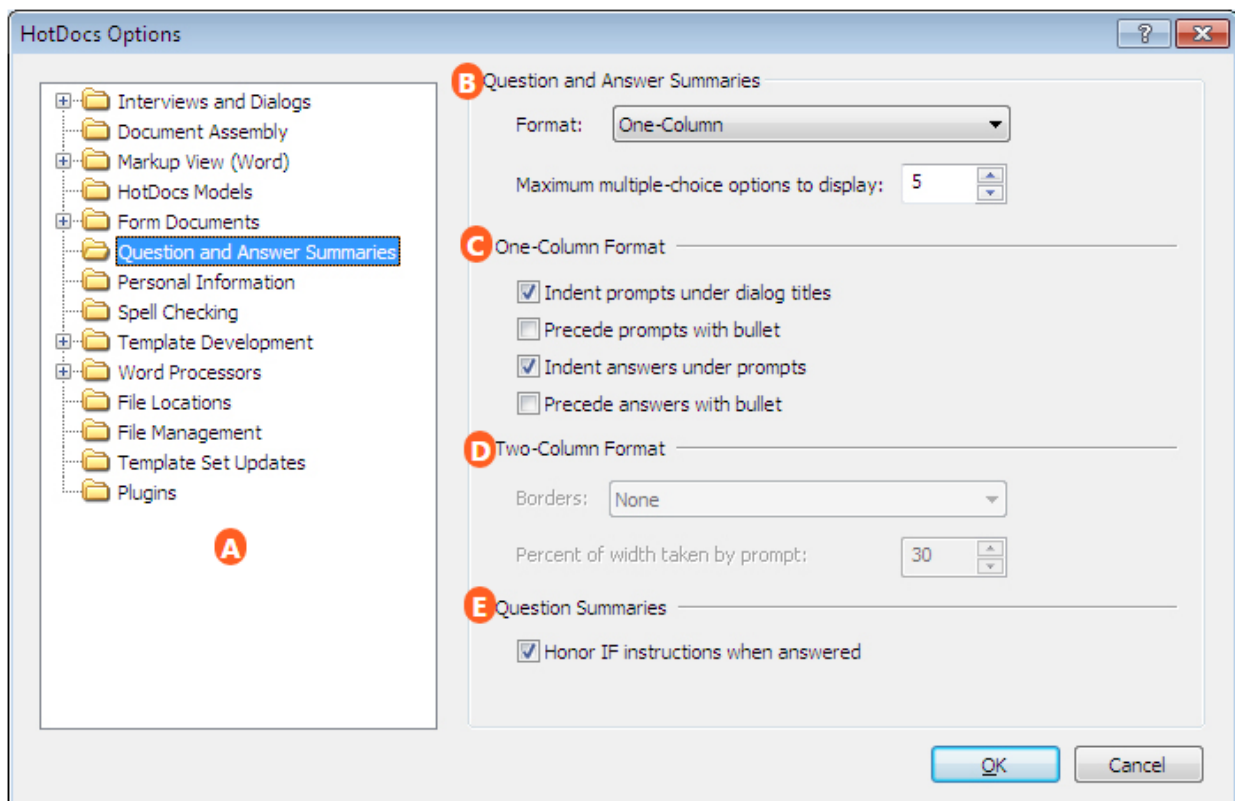 HotDocs Options
Interviews and Dialogs
Document Assembly
Markup View (Word)
HotDocs Models
Form Documents
Question and Answer Summaries
Personal Information
Spell Checking
Template Development
Word Processors
File Locations
File Management
Template Set Updates
Plugins
A
B Question and Answer Summaries
Format: One-Column
Maximum multiple-choice options to display: 5
C One-Column Format
Indent prompts under dialog titles
Precede prompts with bullet
Indent answers under prompts
Precede answers with bullet
D Two-Column Format
Borders: None
Percent of width taken by prompt: 30
E Question Summaries
Honor IF instructions when answered
OK Cancel